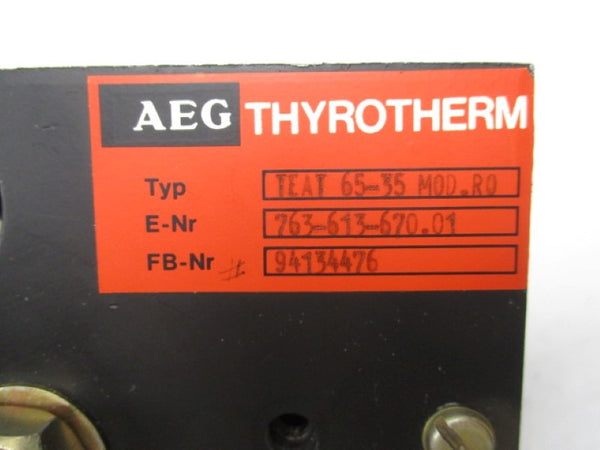 AEG THYROTHERM
Typ TEAT 65-35 MOD.RO
E-Nr 763-613-670.01
FB-Nr # 94134476